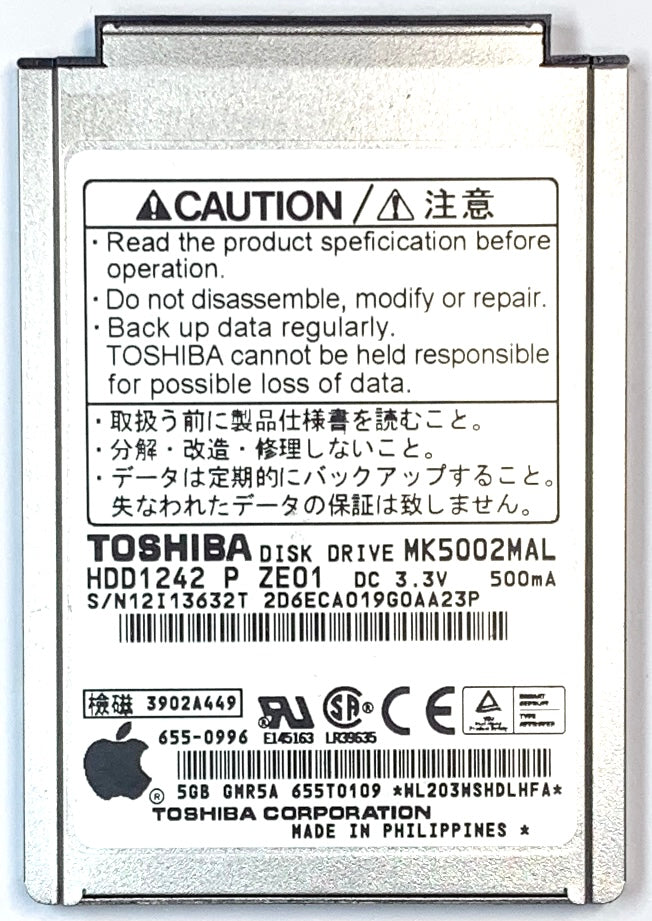 ⚠CAUTION/⚠注意
・Read the product speficication before
operation.
・Do not disassemble, modify or repair.
・Back up data regularly.
TOSHIBA cannot be held responsible
for possible loss of data.
・取扱う前に製品仕様書を読むこと。
・分解・改造・修理しないこと。
・データは定期的にバックアップすること。
失なわれたデータの保証は致しません。
TOSHIBA DISK DRIVE MK5002MAL
HDD1242 P ZE01 DC 3.3V 500mA
S/N12I13632T 2D6ECA019G0AA23P
檢磁 3902A449
RU ® SA ® CE
655-0996 E145163 LR39635
® 5GB GMR5A 655T0109 *WL203WSHDLHFA*
TOSHIBA CORPORATION
MADE IN PHILIPPINES *